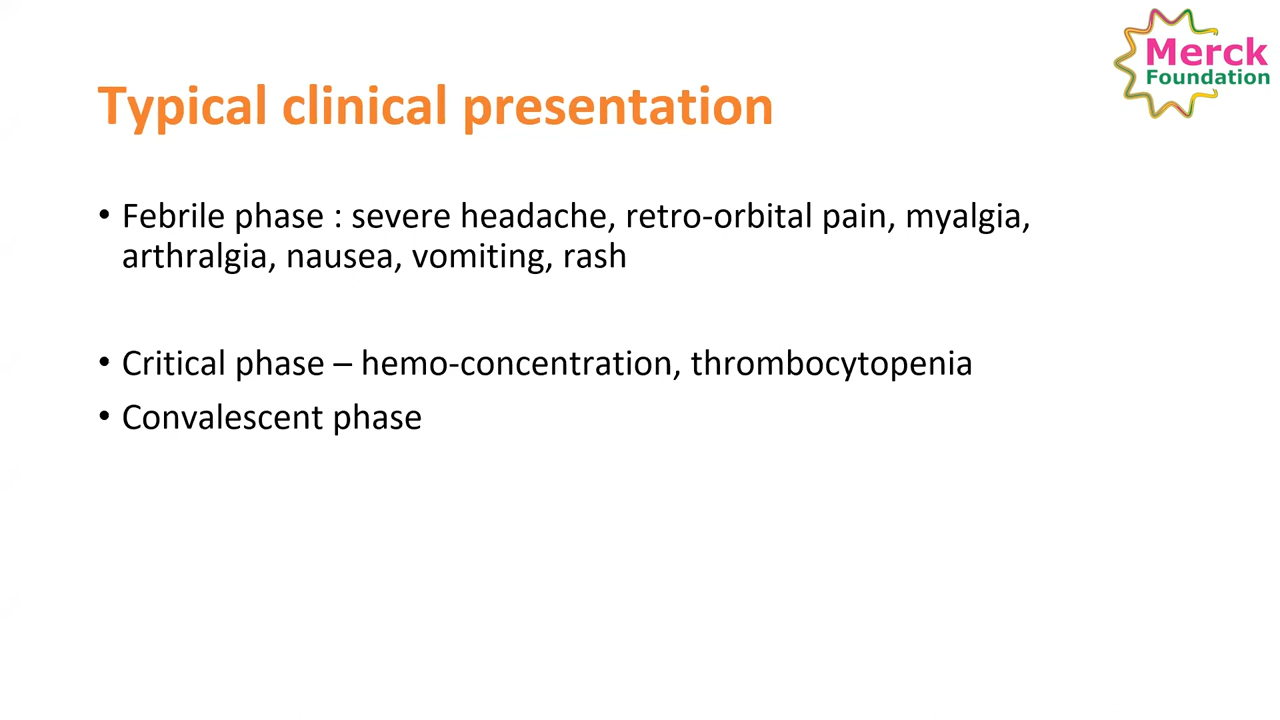 Merck
Foundation
Typical clinical presentation
• Febrile phase : severe headache, retro-orbital pain, myalgia,
arthralgia, nausea, vomiting, rash
• Critical phase – hemo-concentration, thrombocytopenia
• Convalescent phase